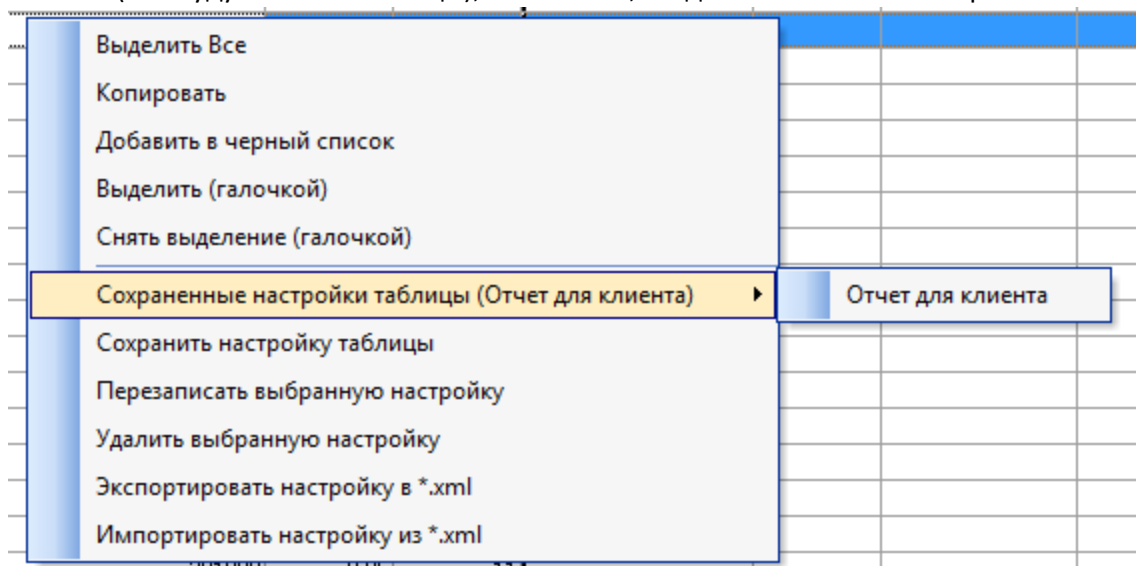 Выделить Все
Копировать
Добавить в черный список
Выделить (галочкой)
Снять выделение (галочкой)
Сохраненные настройки таблицы (Отчет для клиента)
Отчет для клиента
Сохранить настройку таблицы
Перезаписать выбранную настройку
Удалить выбранную настройку
Экспортировать настройку в *.xml
Импортировать настройку из *.xml